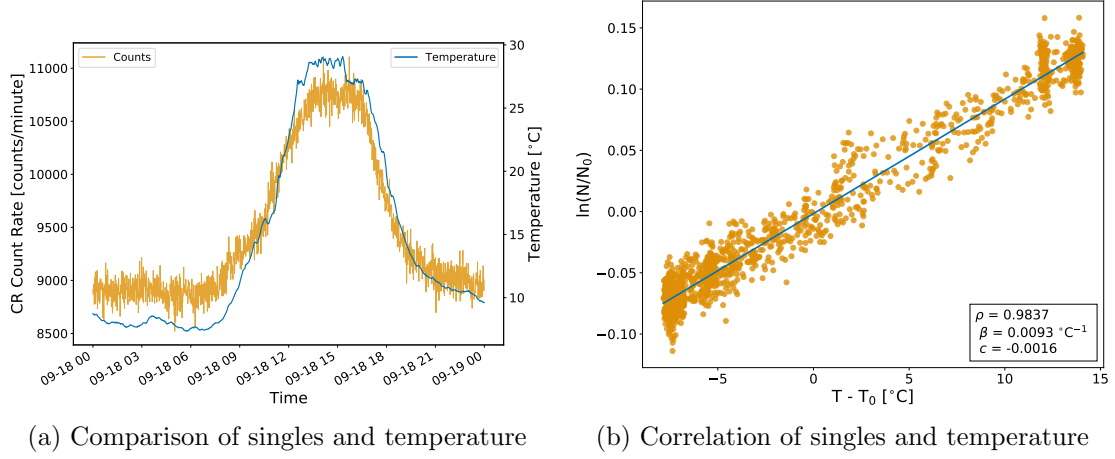 Counts
Temperature
CR Count Rate [counts/minute]
11000
10500
10000
9500
9000
8500
30
25
20
15
10
Temperature [°C]
09-18 00
09-18 03
09-18 06
09-18 09
09-18 12
09-18 15
09-18 18
09-18 21
09-19 00
Time
(a) Comparison of singles and temperature
ln(N/N₀)
0.15
0.10
0.05
0.00
−0.05
−0.10
ρ = 0.9837
β = 0.0093 °C⁻¹
c = -0.0016
−5
0
5
10
15
T - T₀ [°C]
(b) Correlation of singles and temperature